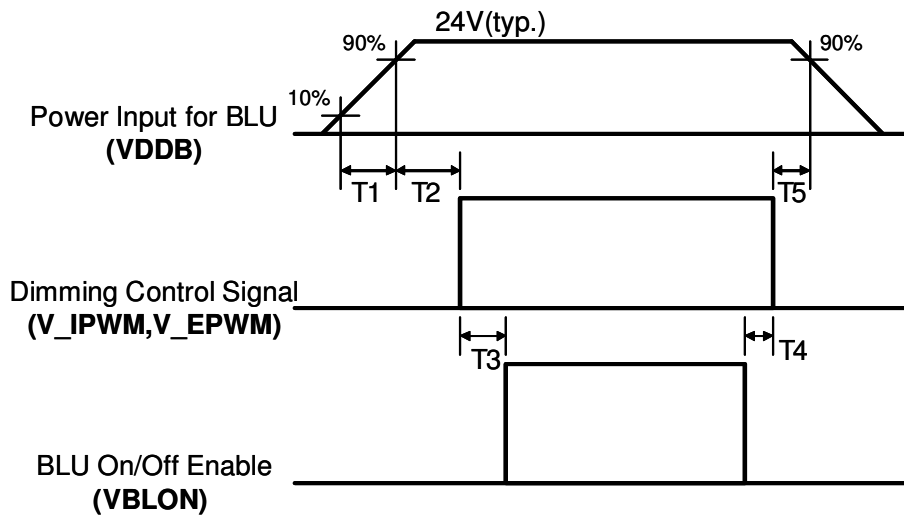 24V(typ.)
90%
90%
10%
Power Input for BLU
(VDDB)
T1
T2
T5
Dimming Control Signal
(V_IPWM,V_EPWM)
T3
T4
BLU On/Off Enable
(VBLON)